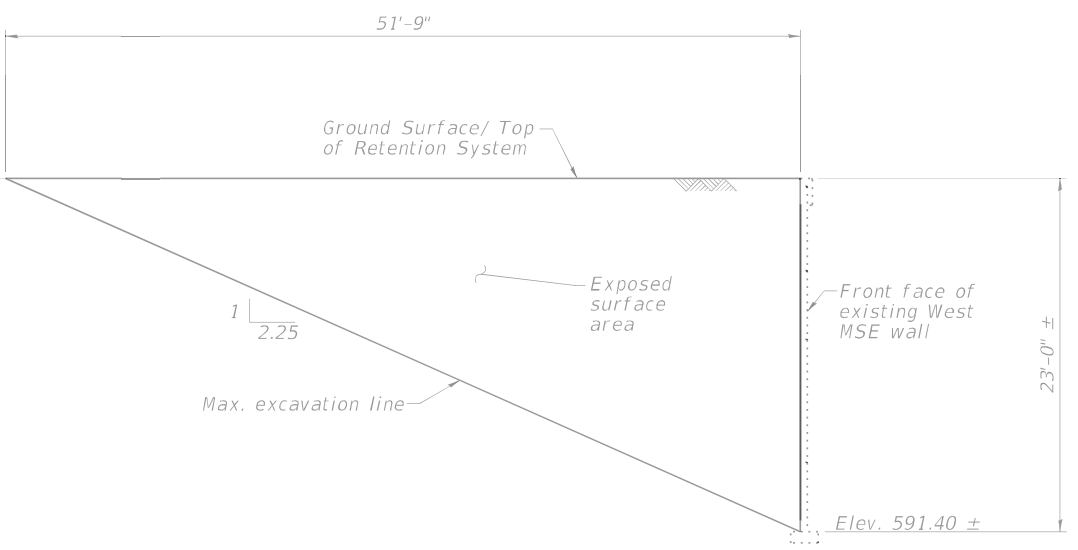 51'-9"
Ground Surface/ Top
of Retention System
Exposed
surface
area
Front face of
existing West
MSE wall
1
2.25
23'-0" ±
Max. excavation line
Elev. 591.40 ±